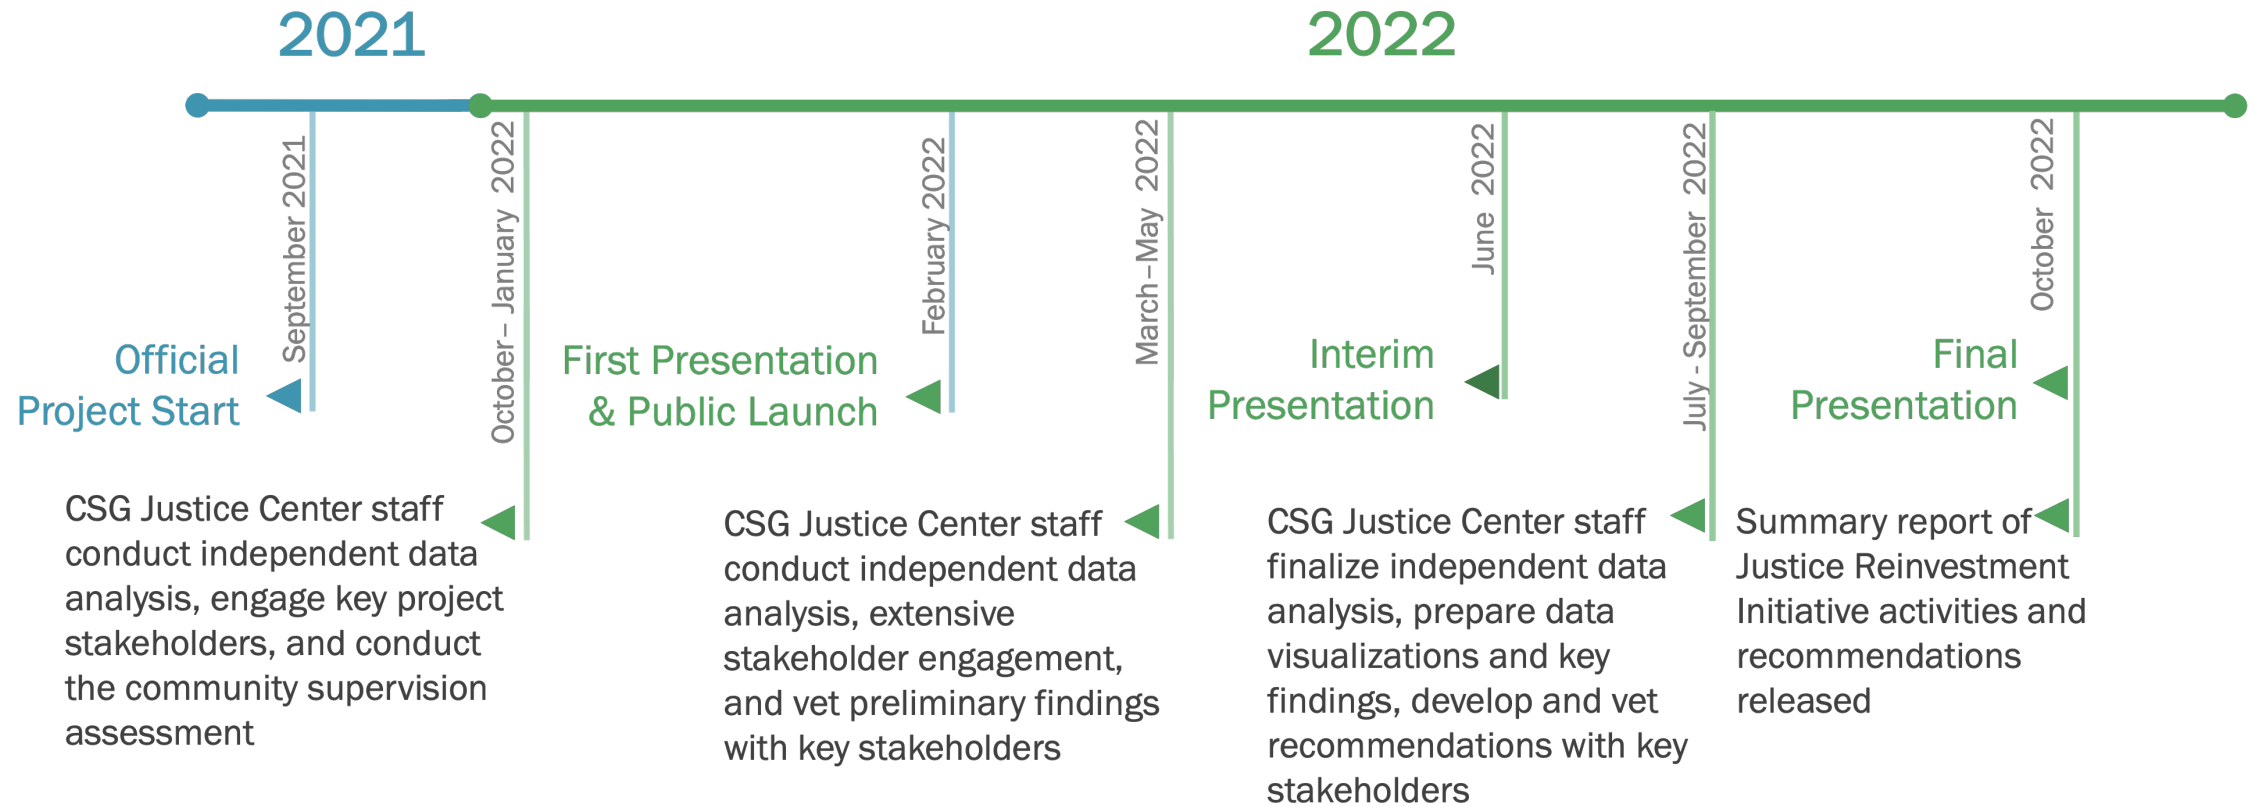 2021
2022
September 2021
October – January 2022
February 2022
March –May 2022
June 2022
July - September 2022
October 2022
Official
Project Start
First Presentation
& Public Launch
Interim
Presentation
Final
Presentation
CSG Justice Center staff
conduct independent data
analysis, engage key project
stakeholders, and conduct
the community supervision
assessment
CSG Justice Center staff
conduct independent data
analysis, extensive
stakeholder engagement,
and vet preliminary findings
with key stakeholders
CSG Justice Center staff
finalize independent data
analysis, prepare data
visualizations and key
findings, develop and vet
recommendations with key
stakeholders
Summary report of
Justice Reinvestment
Initiative activities and
recommendations
released